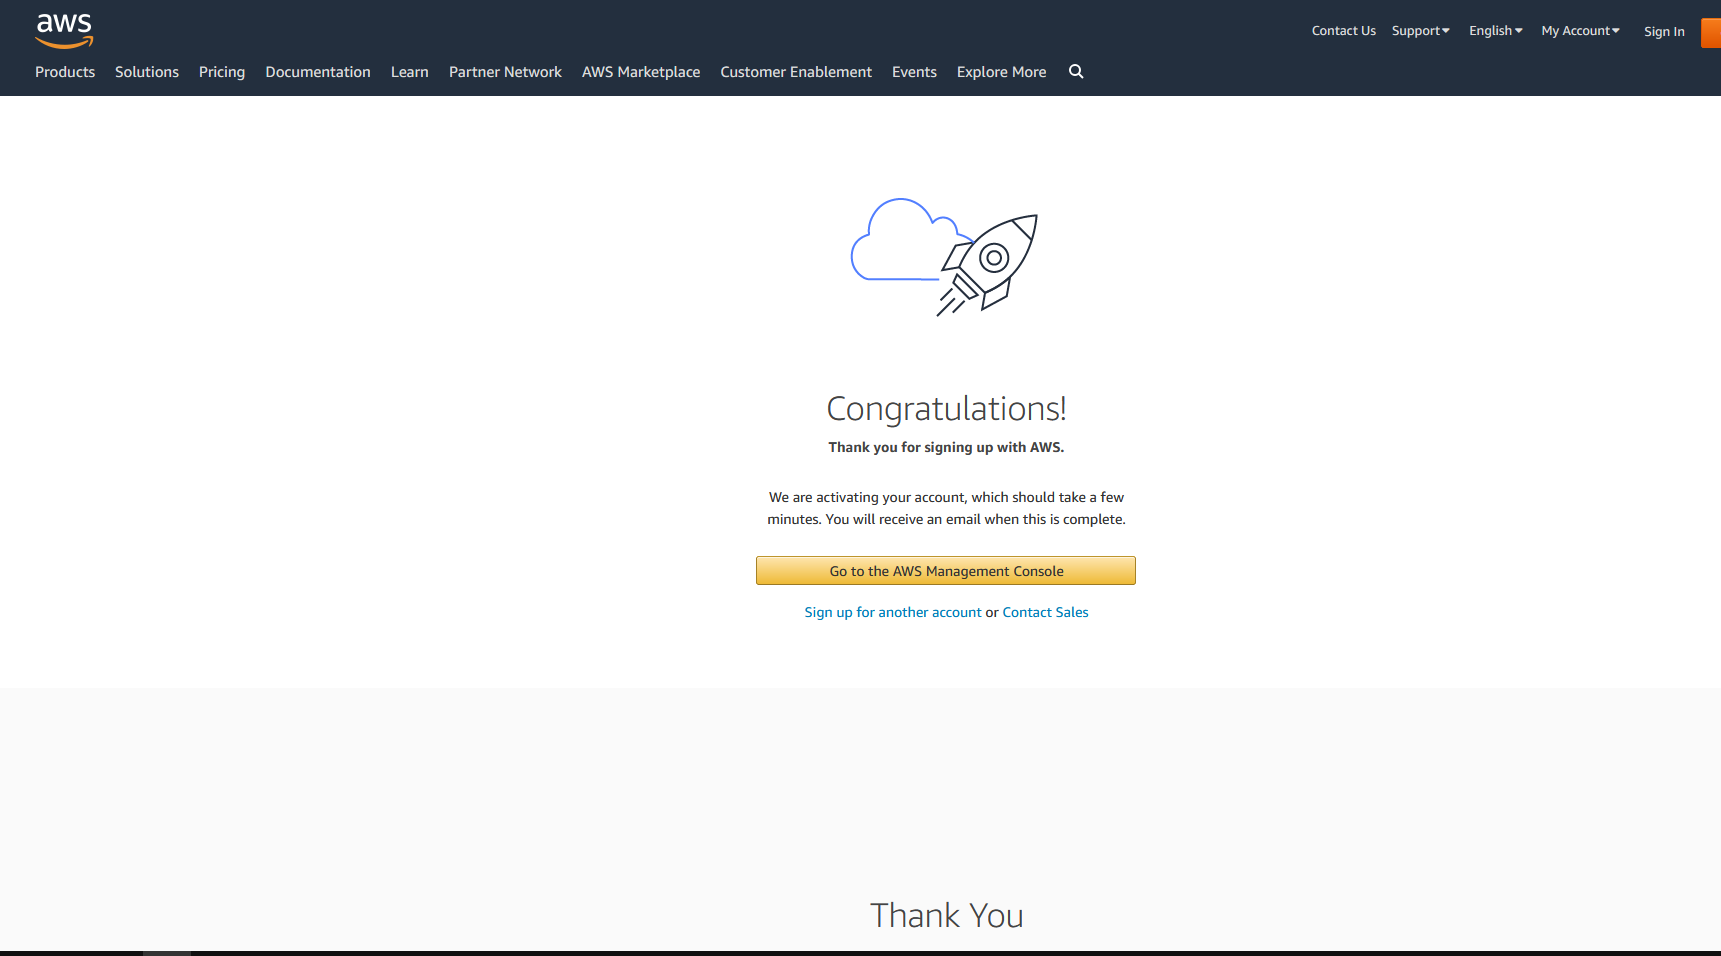 aws
Contact Us Support English My Account Sign In
Products Solutions Pricing Documentation Learn Partner Network AWS Marketplace Customer Enablement Events Explore More
Congratulations!
Thank you for signing up with AWS.
We are activating your account, which should take a few
minutes. You will receive an email when this is complete.
Go to the AWS Management Console
Sign up for another account or Contact Sales
Thank You